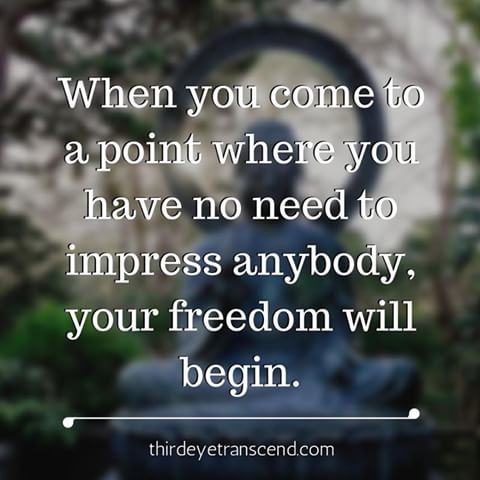 When you come to
a point where you
have no need to
impress anybody,
your freedom will
begin.
thirdeyetranscend.com